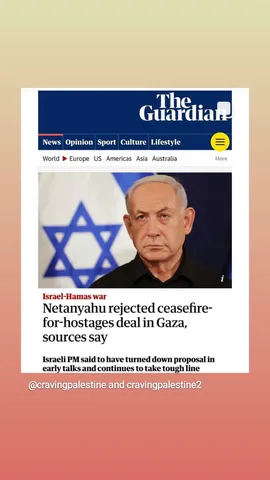 The
Guardian
News Opinion Sport Culture Lifestyle
World Europe US Americas Asia Australia More
i
Israel-Hamas war
Netanyahu rejected ceasefire-
for-hostages deal in Gaza,
sources say
Israeli PM said to have turned down proposal in
early talks and continues to take tough line
@cravingpalestine and cravingpalestine2